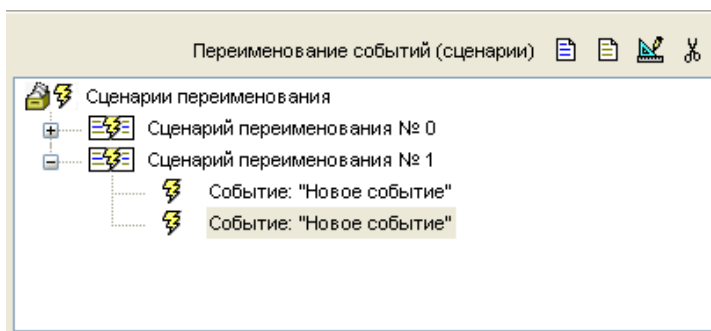 Переименование событий (сценарии)
Сценарии переименования
Сценарий переименования № 0
Сценарий переименования № 1
Событие: "Новое событие"
Событие: "Новое событие"